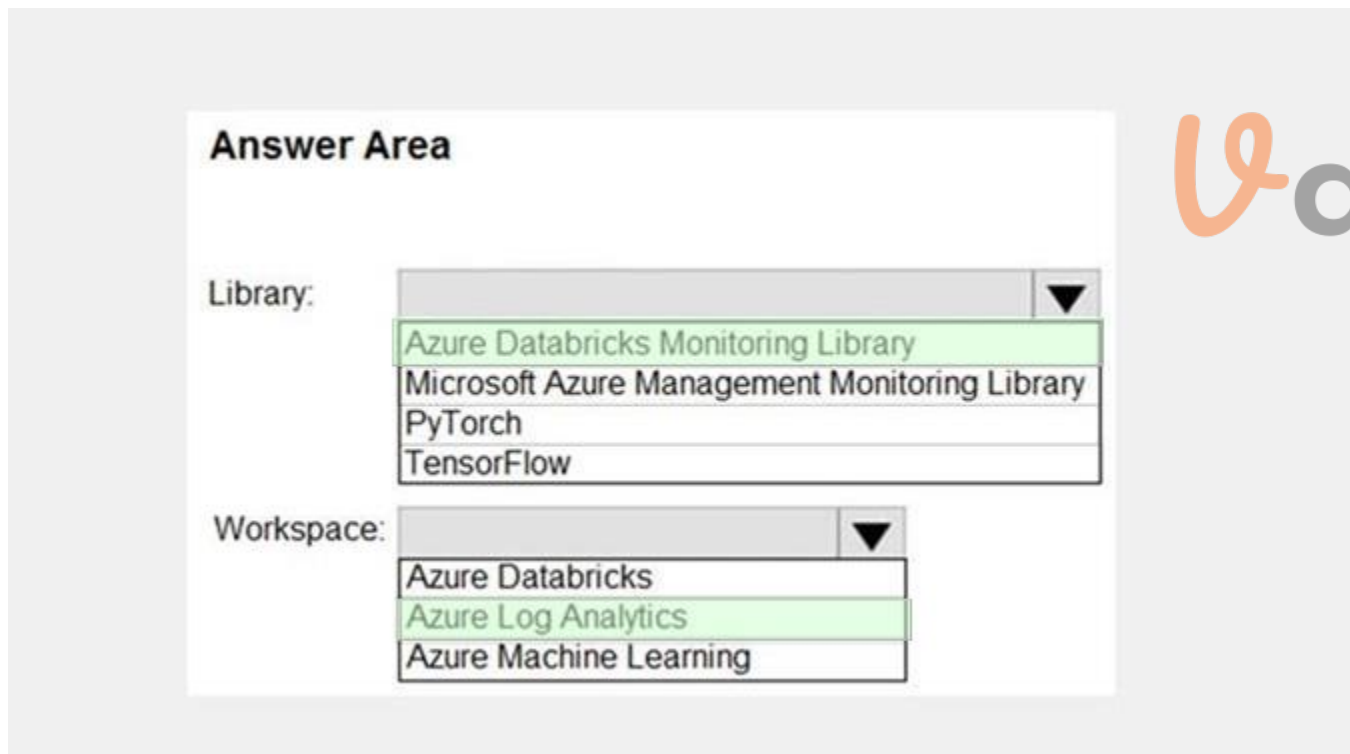 Answer Area
Library:
Azure Databricks Monitoring Library
Microsoft Azure Management Monitoring Library
PyTorch
TensorFlow
Workspace:
Azure Databricks
Azure Log Analytics
Azure Machine Learning